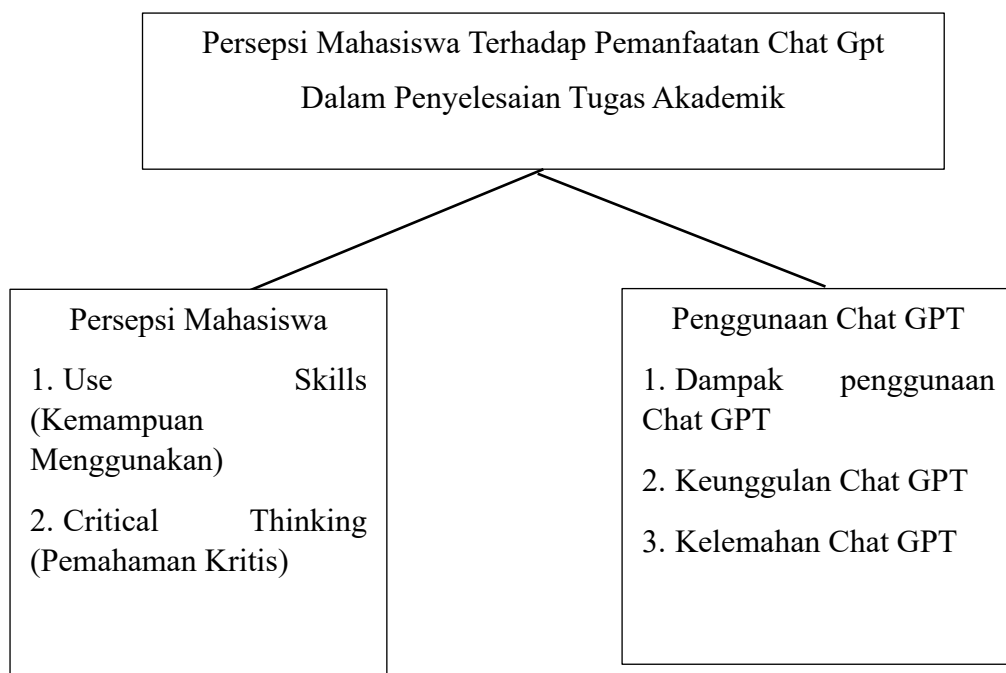 Persepsi Mahasiswa Terhadap Pemanfaatan Chat Gpt
Dalam Penyelesaian Tugas Akademik
Persepsi Mahasiswa
1. Use Skills
(Kemampuan
Menggunakan)
2. Critical Thinking
(Pemahaman Kritis)
Penggunaan Chat GPT
1. Dampak penggunaan
Chat GPT
2. Keunggulan Chat GPT
3. Kelemahan Chat GPT